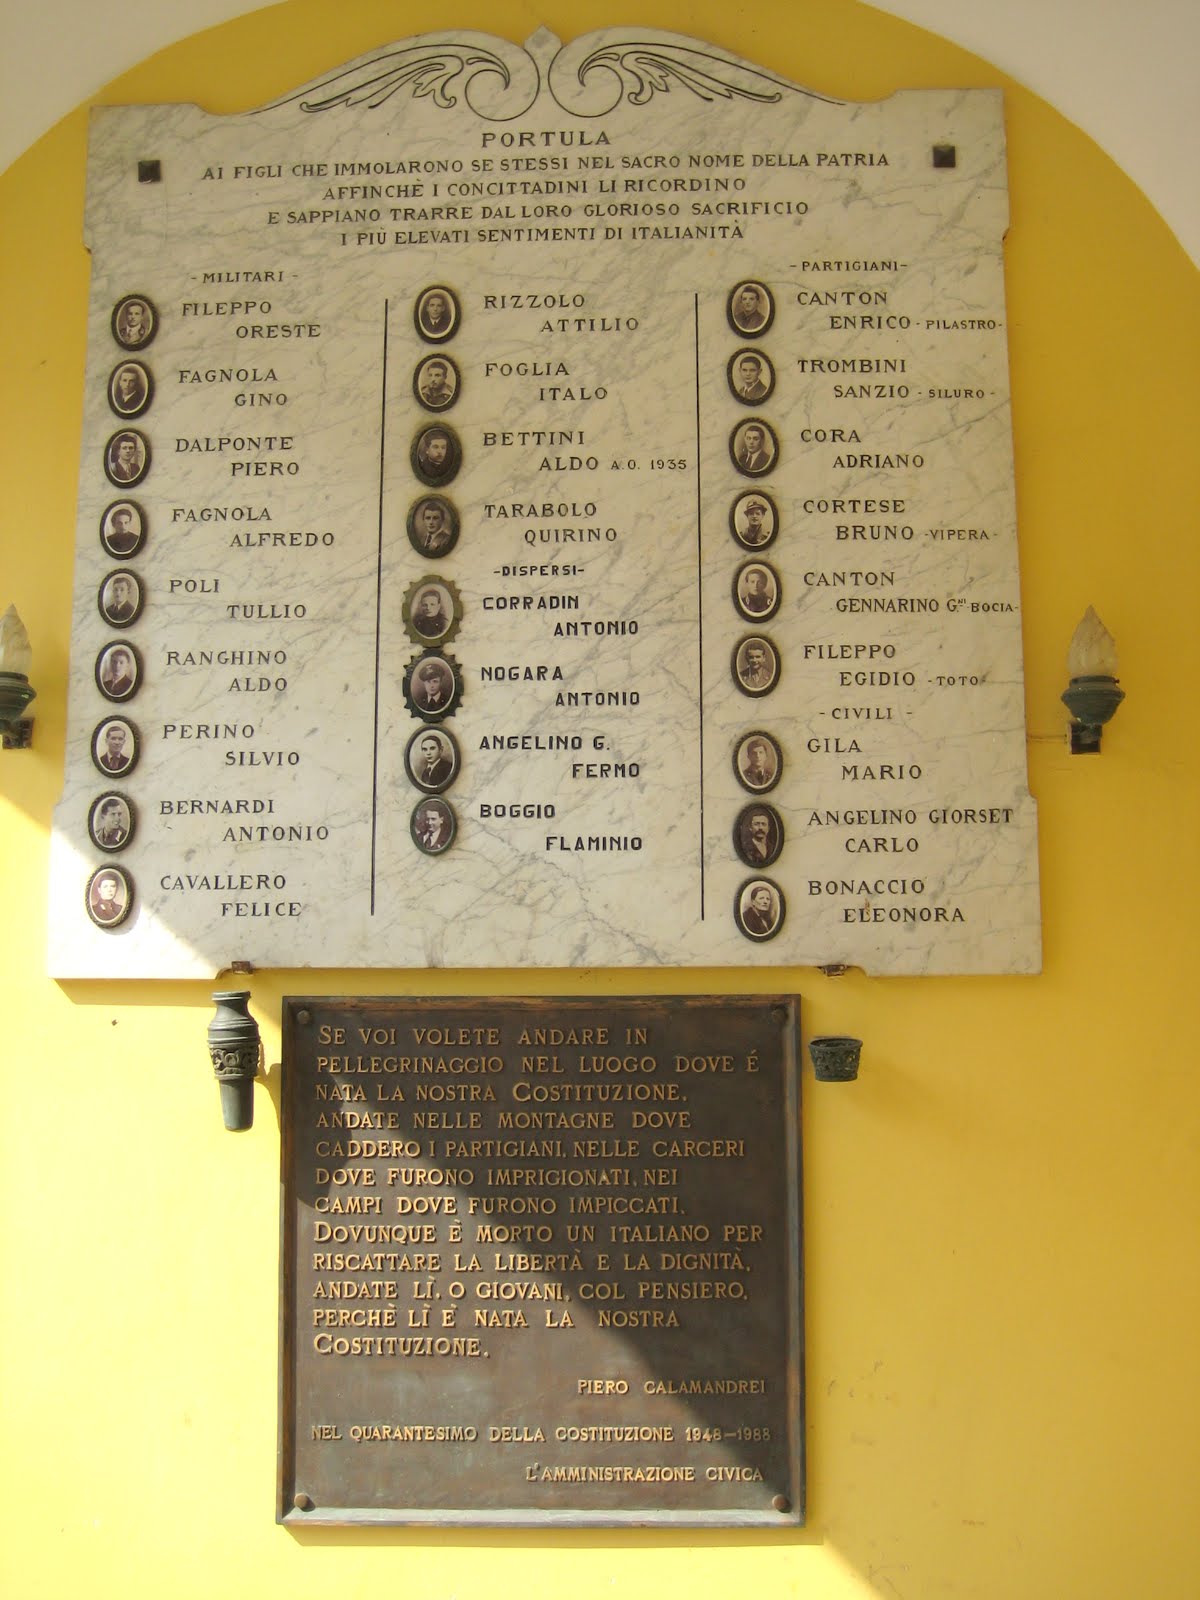 PORTULA
AI FIGLI CHE IMMOLARONO SE STESSI NEL SACRO NOME DELLA PATRIA
AFFINCHÈ I CONCITTADINI LI RICORDINO
E SAPPIANO TRARRE DAL LORO GLORIOSO SACRIFICIO
I PIÙ ELEVATI SENTIMENTI DI ITALIANITÀ
- MILITARI -
FILEPPO
ORESTE
FAGNOLA
GINO
DALPONTE
PIERO
FAGNOLA
ALFREDO
POLI
TULLIO
RANGHINO
ALDO
PERINO
SILVIO
BERNARDI
ANTONIO
CAVALLERO
FELICE
RIZZOLO
ATTILIO
FOGLIA
ITALO
BETTINI
ALDO A.O. 1935
TARABOLO
QUIRINO
-DISPERSI-
CORRADIN
ANTONIO
NOGARA
ANTONIO
ANGELINO G.
FERMO
BOGGIO
FLAMINIO
-PARTIGIANI-
CANTON
ENRICO - PILASTRO-
TROMBINI
SANZIO - SILURO -
CORA
ADRIANO
CORTESE
BRUNO -VIPERA-
CANTON
GENNARINO G.NI -BOCIA-
FILEPPO
EGIDIO -TOTO-
- CIVILI -
GILA
MARIO
ANGELINO GIORSET
CARLO
BONACCIO
ELEONORA
SE VOI VOLETE ANDARE IN
PELLEGRINAGGIO NEL LUOGO DOVE É
NATA LA NOSTRA COSTITUZIONE,
ANDATE NELLE MONTAGNE DOVE
CADDERO I PARTIGIANI, NELLE CARCERI
DOVE FURONO IMPRIGIONATI, NEI
CAMPI DOVE FURONO IMPICCATI.
DOVUNQUE È MORTO UN ITALIANO PER
RISCATTARE LA LIBERTÀ E LA DIGNITÀ,
ANDATE LÌ, O GIOVANI, COL PENSIERO,
PERCHÈ LÌ È NATA LA NOSTRA
COSTITUZIONE.
PIERO CALAMANDREI
NEL QUARANTESIMO DELLA COSTITUZIONE 1948-1988
L'AMMINISTRAZIONE CIVICA